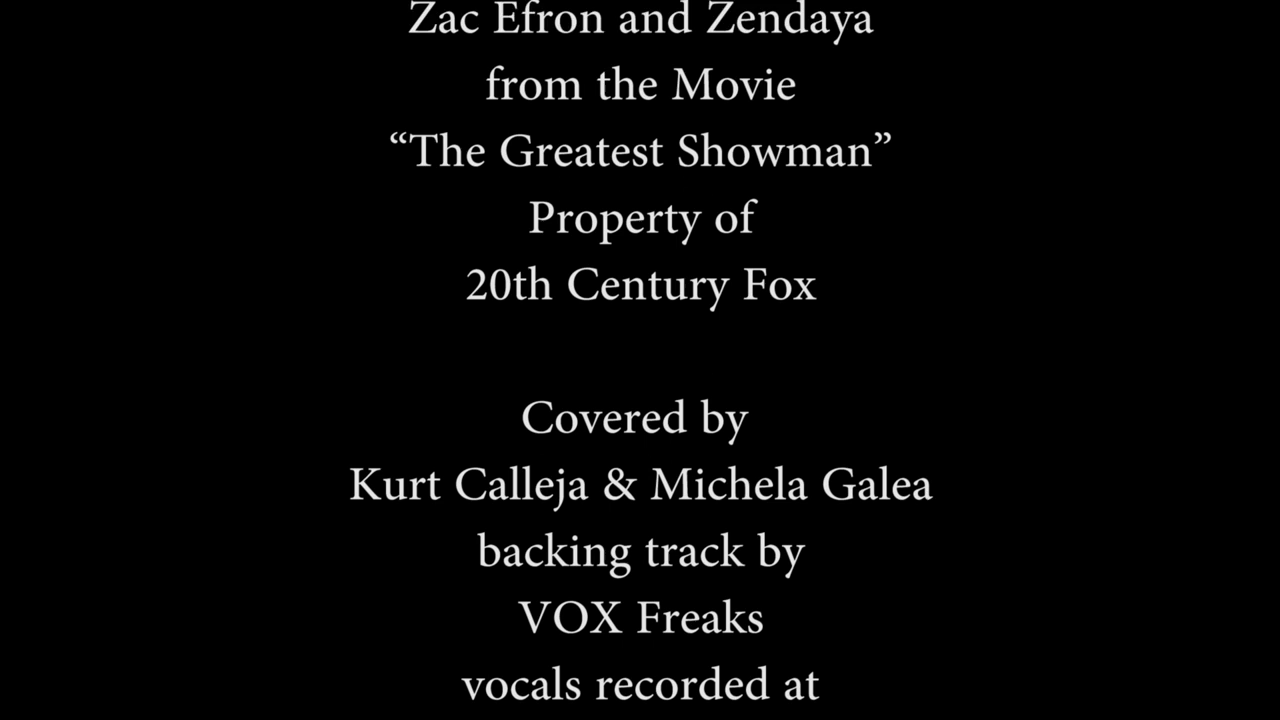 Zac Efron and Zendaya
from the Movie
“The Greatest Showman”
Property of
20th Century Fox
Covered by
Kurt Calleja & Michela Galea
backing track by
VOX Freaks
vocals recorded at